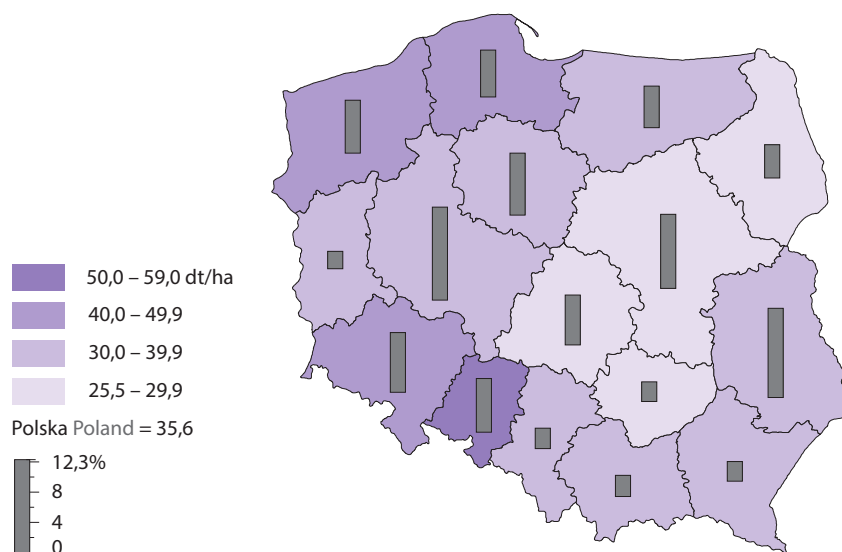 50,0 – 59,0 dt/ha
40,0 – 49,9
30,0 – 39,9
25,5 – 29,9
Polska Poland = 35,6
12,3%
8
4
0